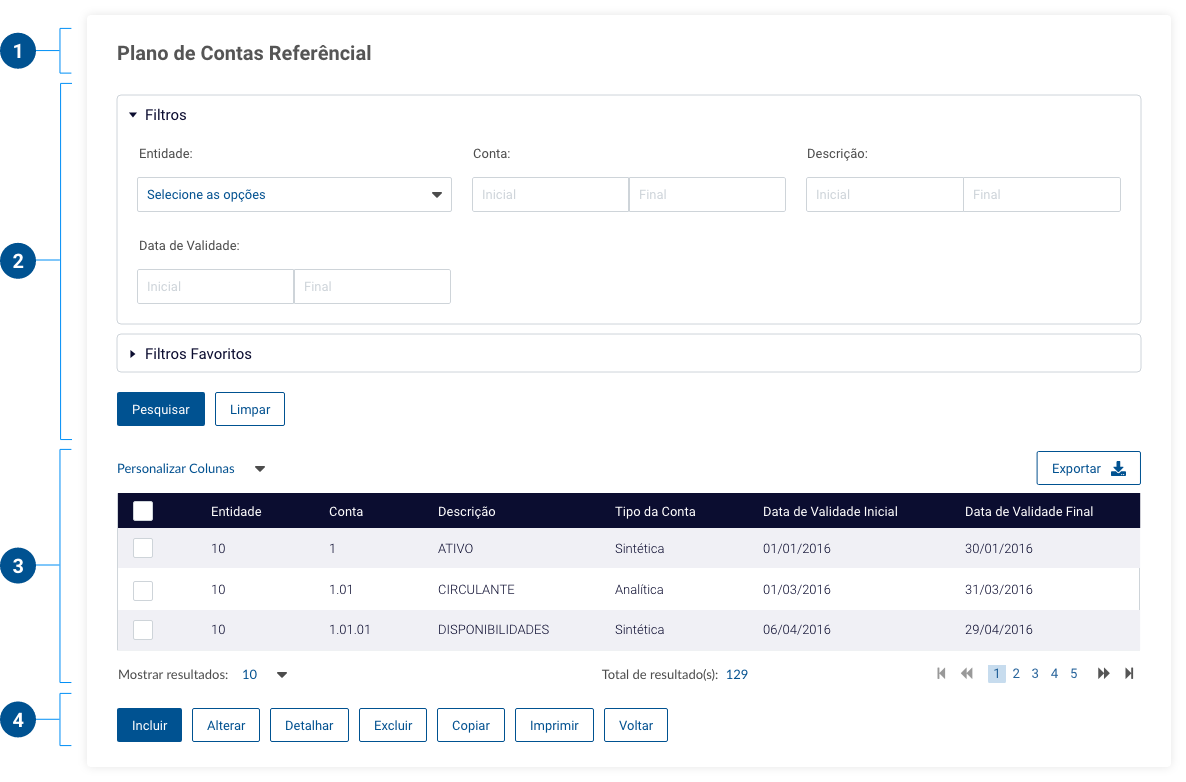 1
Plano de Contas Referêncial
2
Filtros
Entidade: Conta: Descrição:
Selecione as opções Inicial Final Inicial Final
Data de Validade:
Inicial Final
Filtros Favoritos
Pesquisar Limpar
3
Personalizar Colunas Exportar
Entidade Conta Descrição Tipo da Conta Data de Validade Inicial Data de Validade Final
10 1 ATIVO Sintética 01/01/2016 30/01/2016
10 1.01 CIRCULANTE Analítica 01/03/2016 31/03/2016
10 1.01.01 DISPONIBILIDADES Sintética 06/04/2016 29/04/2016
Mostrar resultados: 10 Total de resultado(s): 129 1 2 3 4 5
4
Incluir Alterar Detalhar Excluir Copiar Imprimir Voltar